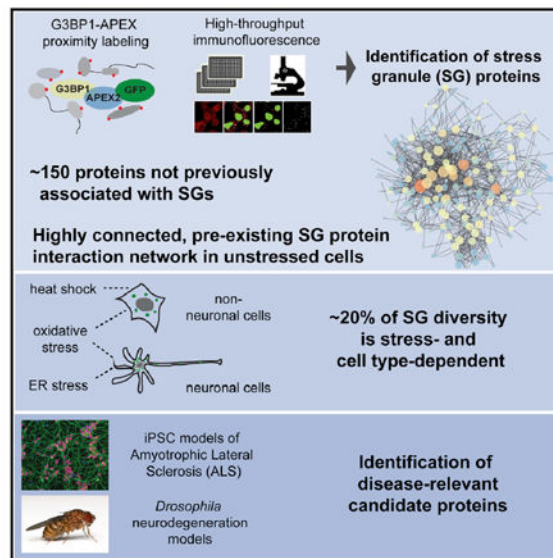 G3BP1-APEX
proximity labeling
G3BP1
APEX2
GFP
High-throughput
immunofluorescence
Identification of stress
granule (SG) proteins
~150 proteins not previously
associated with SGs
Highly connected, pre-existing SG protein
interaction network in unstressed cells
heat shock
oxidative
stress
ER stress
non-
neuronal cells
neuronal cells
~20% of SG diversity
is stress- and
cell type-dependent
iPSC models of
Amyotrophic Lateral
Sclerosis (ALS)
Drosophila
neurodegeneration
models
Identification of
disease-relevant
candidate proteins